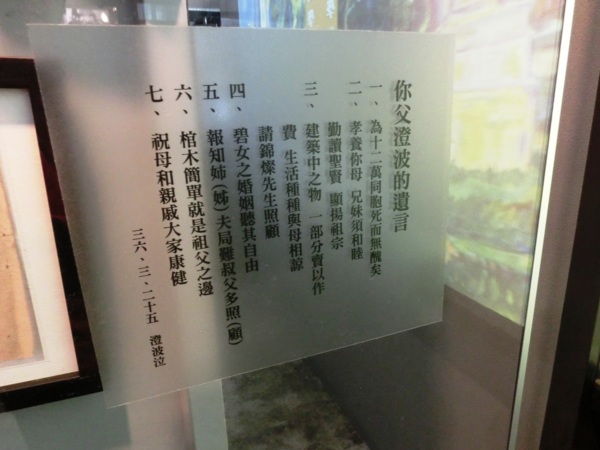 你父澄波的遺言
一、為十二萬同胞死而無醜矣
二、孝養你母 兄妹須和睦
勤讀聖賢 顯揚祖宗
三、建築中之物 一部分賣以作
費 生活種種與母相諒
請錦燦先生照顧
四、碧女之婚姻聽其自由
五、報知姉(姊)夫局難叔父多照(顧)
六、棺木簡單就是祖父之邊
七、祝母和親戚大家康健
三六、三、二十五 澄波泣